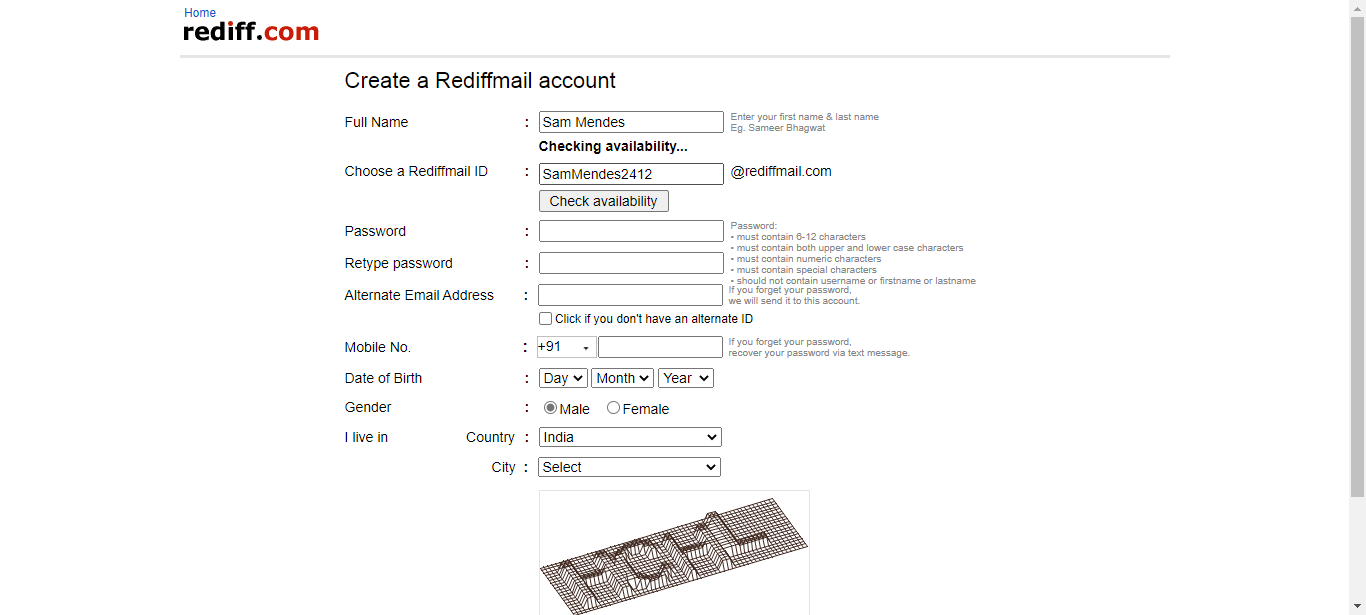 Home
rediff.com
Create a Rediffmail account
Full Name : Sam Mendes Enter your first name & last name
Eg. Sameer Bhagwat
Checking availability...
Choose a Rediffmail ID : SamMendes2412 @rediffmail.com
Check availability
Password : Password:
- must contain 6-12 characters
- must contain both upper and lower case characters
- must contain numeric characters
- must contain special characters
- should not contain username or firstname or lastname
Retype password :
Alternate Email Address : If you forget your password,
we will send it to this account.
Click if you don't have an alternate ID
Mobile No. : +91 If you forget your password,
recover your password via text message.
Date of Birth : Day Month Year
Gender : Male Female
I live in Country : India
City : Select